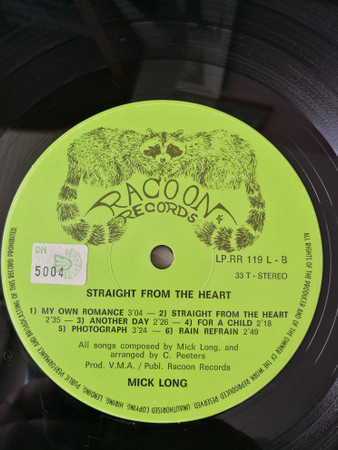 RACOON
RECORDS
LP.RR 119 L - B
33 T - STEREO
DN
5004
STRAIGHT FROM THE HEART
1) MY OWN ROMANCE 3'04 — 2) STRAIGHT FROM THE HEART
2'35 — 3) ANOTHER DAY 2'26 — 4) FOR A CHILD 2'18
5) PHOTOGRAPH 3'24 — 6) RAIN REFRAIN 2'49
All songs composed by Mick Long, and
arranged by C. Peeters
Prod. V.M.A. / Publ. Racoon Records
MICK LONG
ALL RIGHTS OF THE PRODUCER AND OF THE OWNER OF THE WORK REPRODUCED RESERVED. UNAUTHORISED COPYING, HIRING, LENDING, PUBLIC PERFORMANCE AND BROADCASTING OF THIS RECORD PROHIBITED